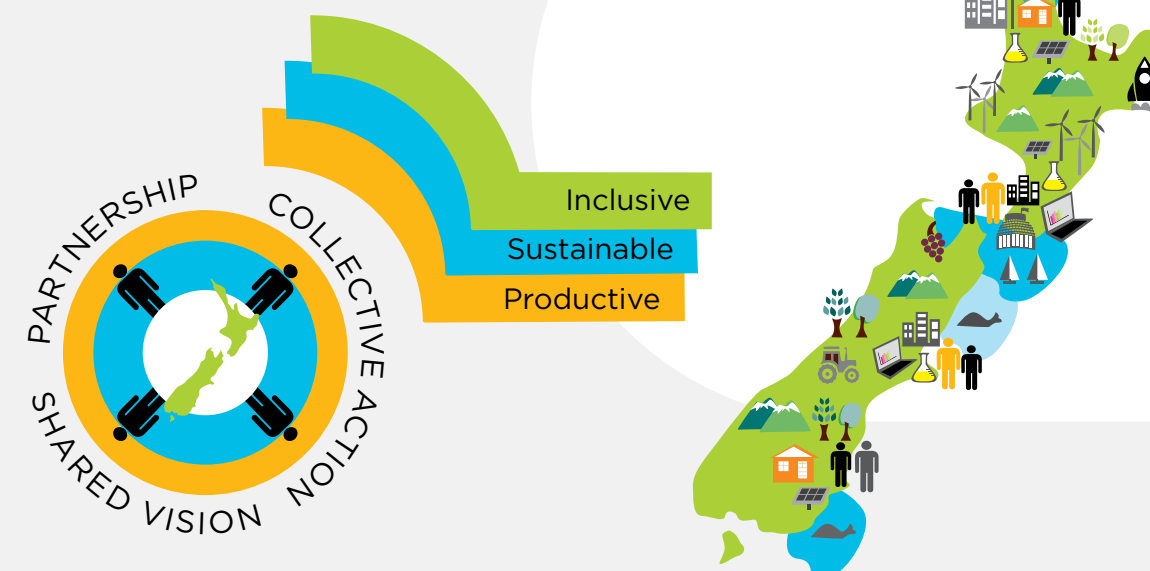 Inclusive
Sustainable
Productive
PARTNERSHIP
COLLECTIVE ACTION
SHARED VISION